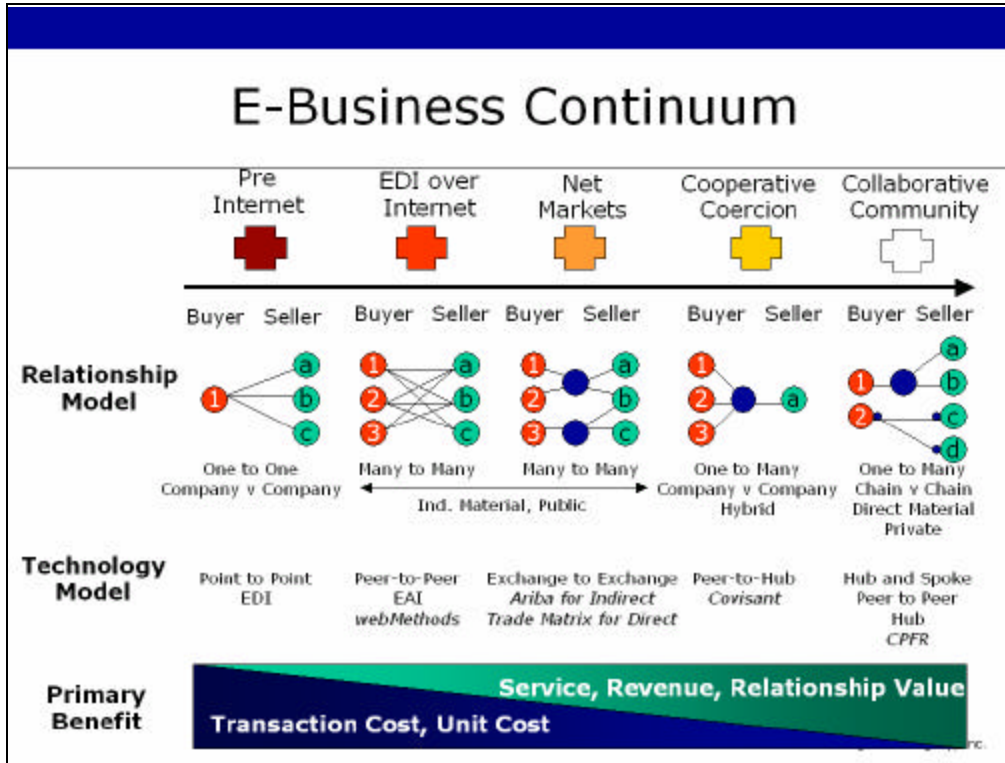 E-Business Continuum
Pre
Internet
EDI over
Internet
Net
Markets
Cooperative
Coercion
Collaborative
Community
Buyer Seller
Buyer Seller
Buyer Seller
Buyer Seller
Buyer Seller
Relationship
Model
1
a
b
c
1
2
3
a
b
c
1
2
3
a
b
c
1
2
3
a
1
2
a
b
c
d
One to One
Company v Company
Many to Many
Many to Many
Ind. Material, Public
One to Many
Company v Company
Hybrid
One to Many
Chain v Chain
Direct Material
Private
Technology
Model
Point to Point
EDI
Peer-to-Peer
EAI
webMethods
Exchange to Exchange
Ariba for Indirect
Trade Matrix for Direct
Peer-to-Hub
Covisant
Hub and Spoke
Peer to Peer
Hub
CPFR
Primary
Benefit
Service, Revenue, Relationship Value
Transaction Cost, Unit Cost